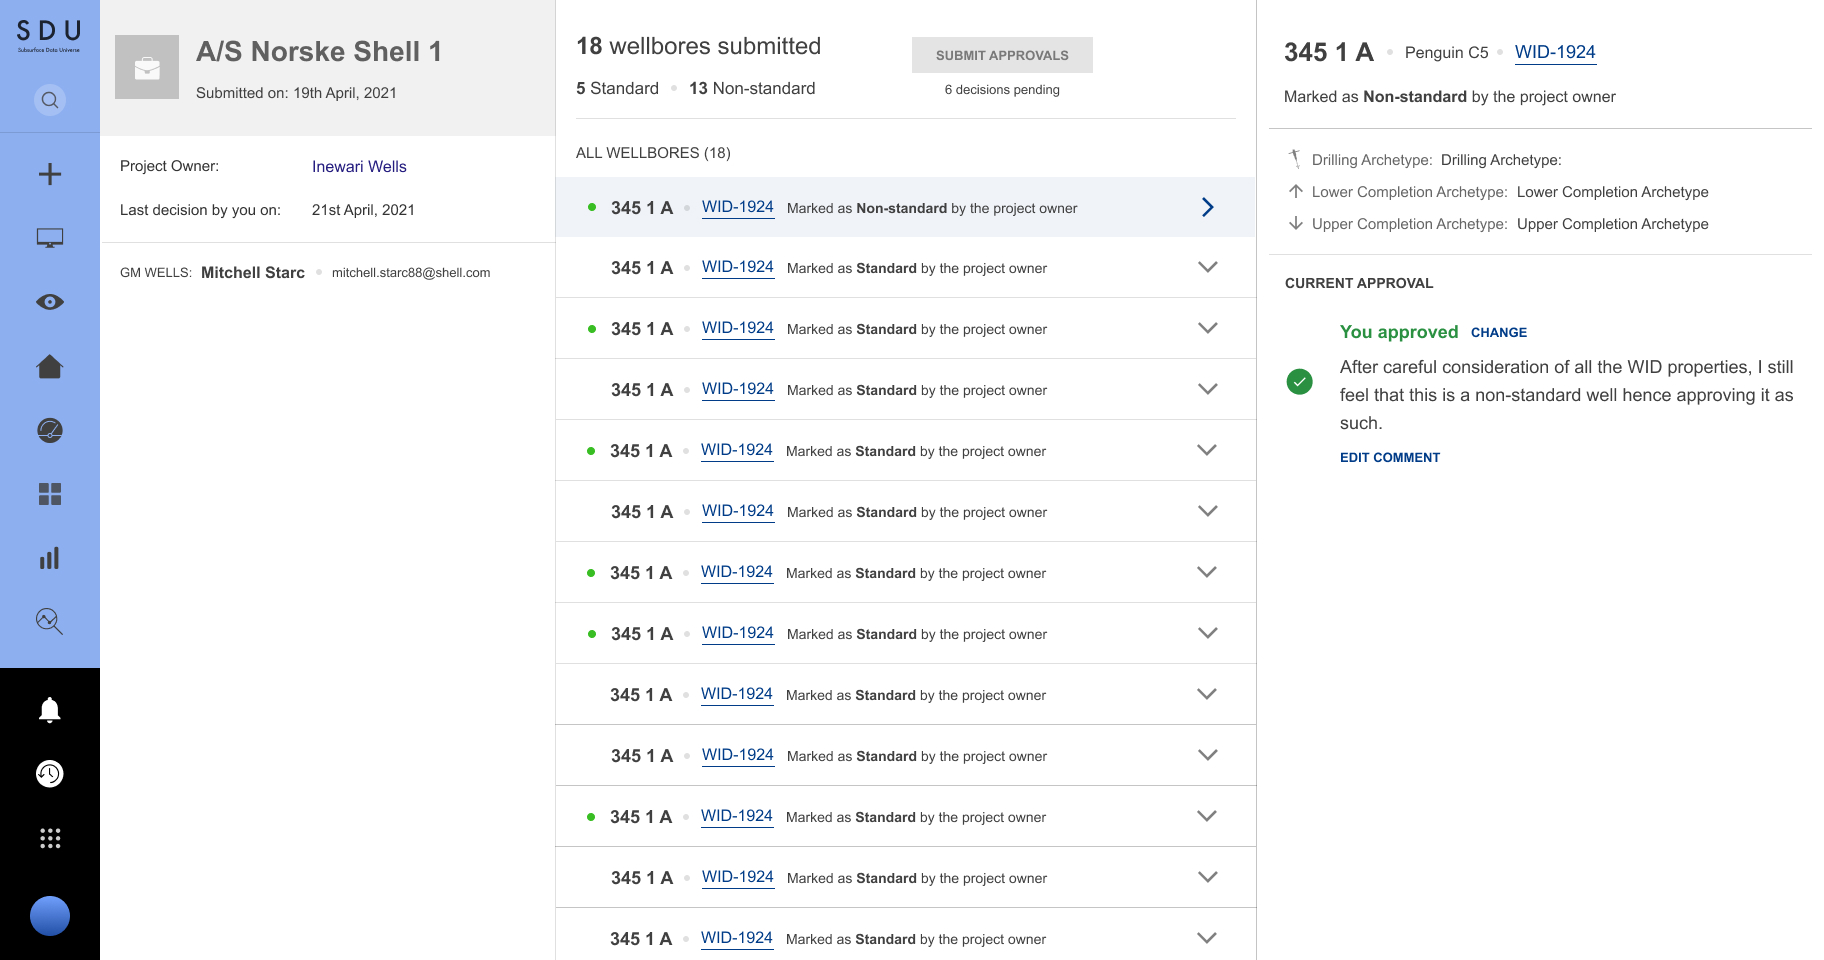 SDU
Subsurface Data Universe
A/S Norske Shell 1
Submitted on: 19th April, 2021
Project Owner: Inewari Wells
Last decision by you on: 21st April, 2021
GM WELLS: Mitchell Starc • mitchell.starc88@shell.com
18 wellbores submitted
SUBMIT APPROVALS
5 Standard • 13 Non-standard
6 decisions pending
ALL WELLBORES (18)
345 1 A • WID-1924 Marked as Non-standard by the project owner
345 1 A • WID-1924 Marked as Standard by the project owner
345 1 A • WID-1924 Marked as Standard by the project owner
345 1 A • WID-1924 Marked as Standard by the project owner
345 1 A • WID-1924 Marked as Standard by the project owner
345 1 A • WID-1924 Marked as Standard by the project owner
345 1 A • WID-1924 Marked as Standard by the project owner
345 1 A • WID-1924 Marked as Standard by the project owner
345 1 A • WID-1924 Marked as Standard by the project owner
345 1 A • WID-1924 Marked as Standard by the project owner
345 1 A • WID-1924 Marked as Standard by the project owner
345 1 A • WID-1924 Marked as Standard by the project owner
345 1 A • WID-1924 Marked as Standard by the project owner
345 1 A • Penguin C5 • WID-1924
Marked as Non-standard by the project owner
Drilling Archetype: Drilling Archetype:
Lower Completion Archetype: Lower Completion Archetype
Upper Completion Archetype: Upper Completion Archetype
CURRENT APPROVAL
You approved CHANGE
After careful consideration of all the WID properties, I still
feel that this is a non-standard well hence approving it as
such.
EDIT COMMENT